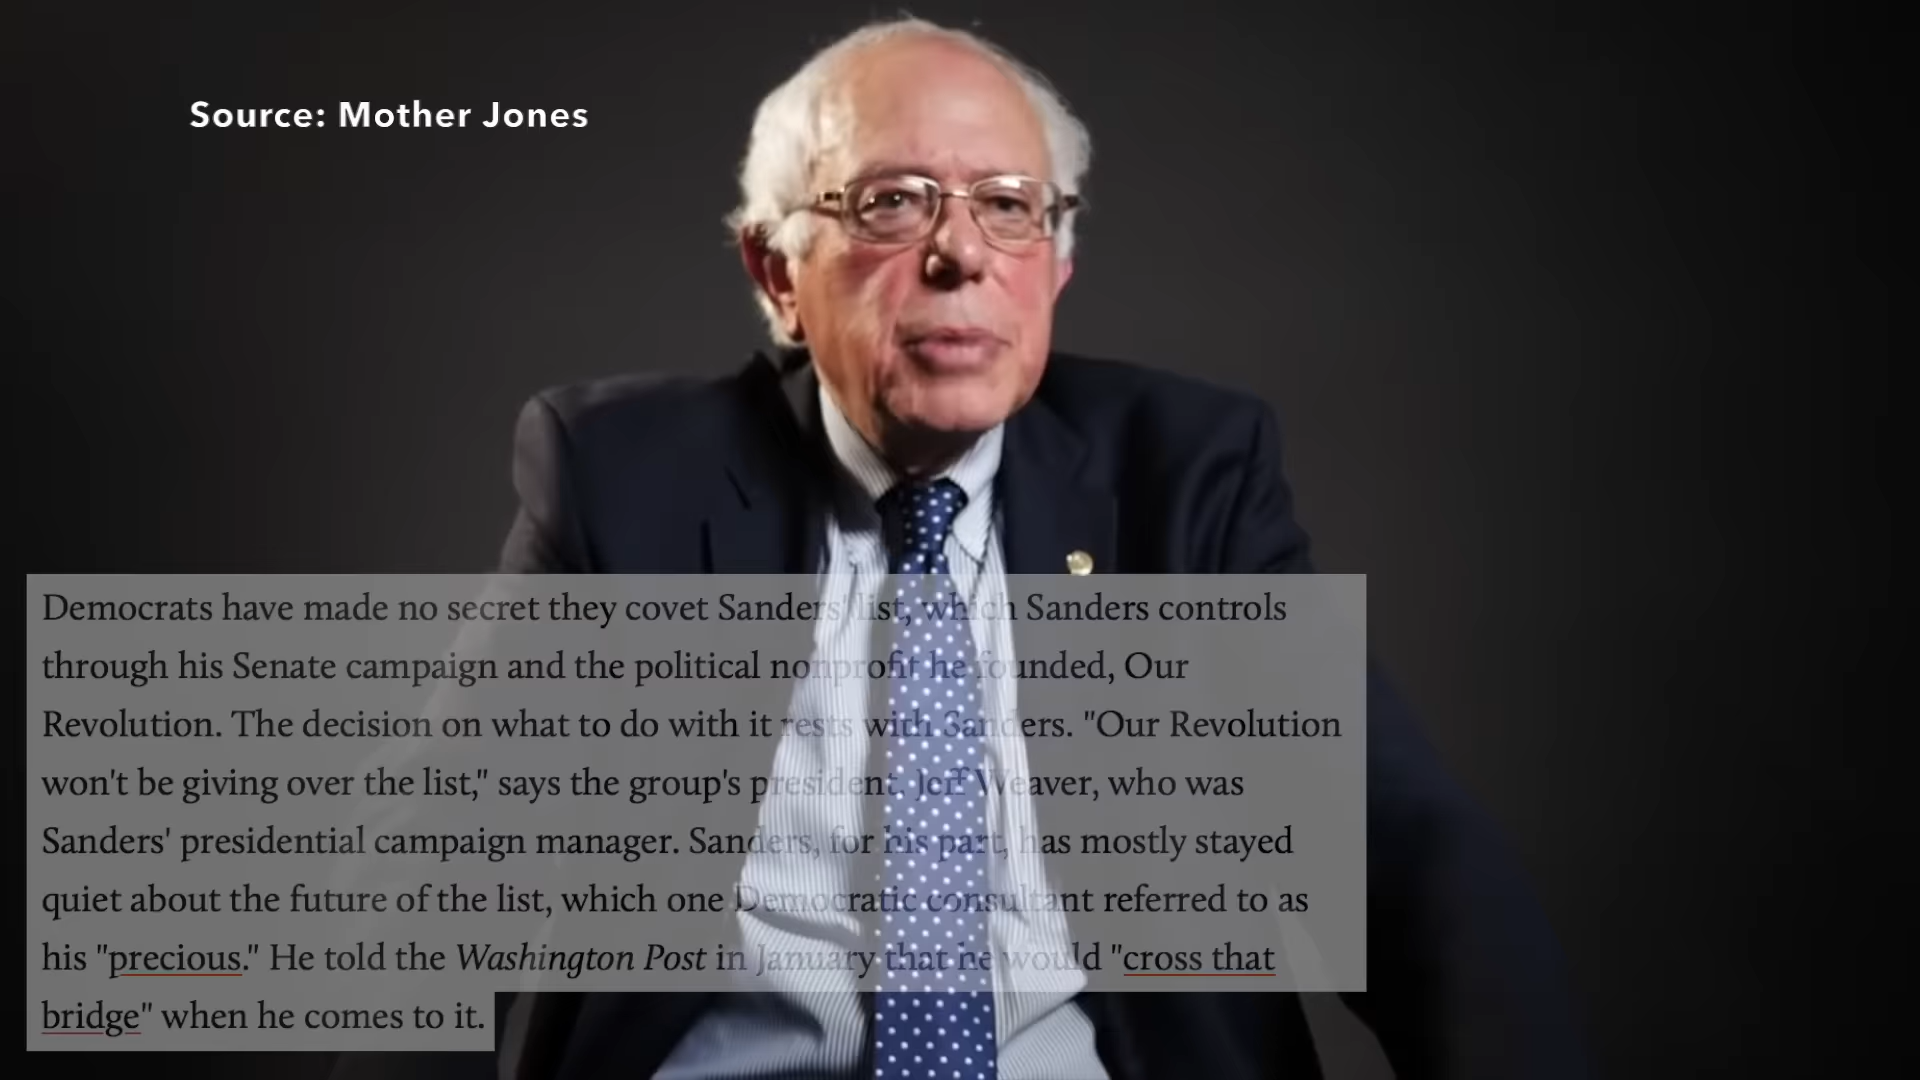 Source: Mother Jones
Democrats have made no secret they covet Sanders' list, which Sanders controls
through his Senate campaign and the political nonprofit he founded, Our
Revolution. The decision on what to do with it rests with Sanders. "Our Revolution
won't be giving over the list," says the group's president, Jeff Weaver, who was
Sanders' presidential campaign manager. Sanders, for his part, has mostly stayed
quiet about the future of the list, which one Democratic consultant referred to as
his "precious." He told the Washington Post in January that he would "cross that
bridge" when he comes to it.